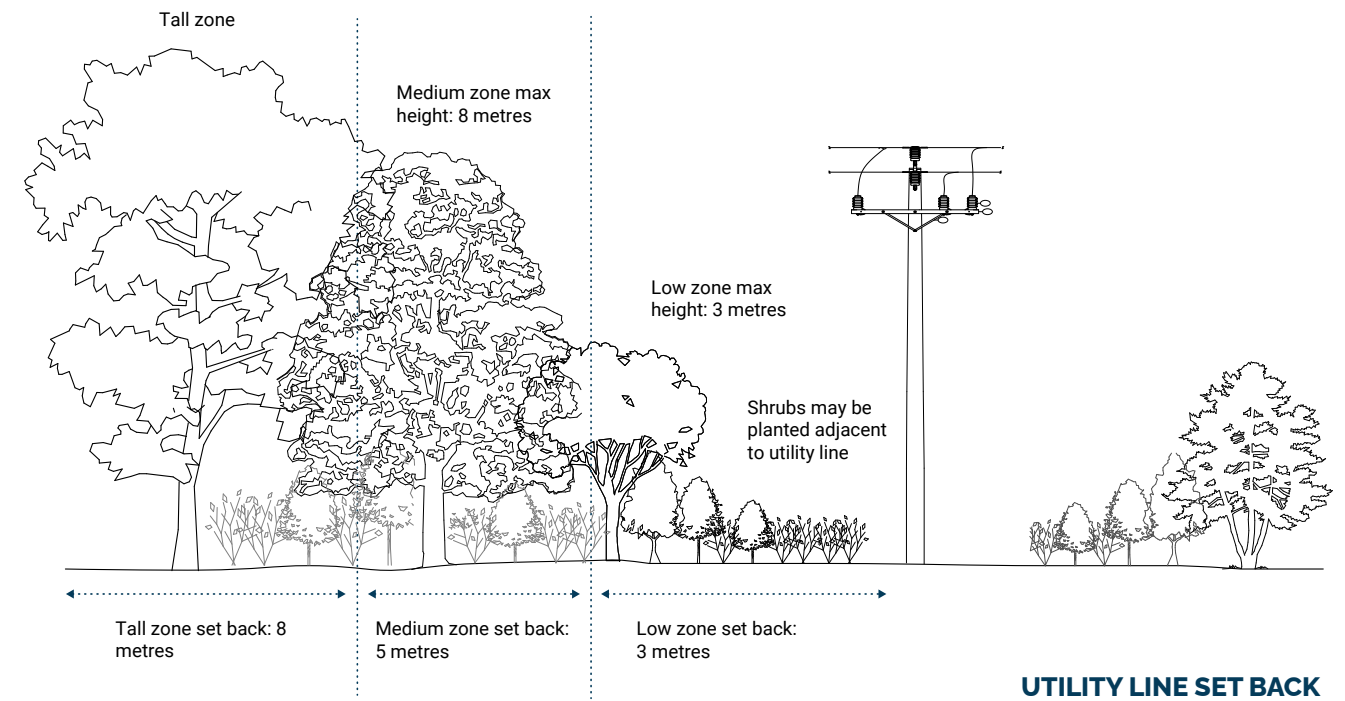 Tall zone
Medium zone max
height: 8 metres
Low zone max
height: 3 metres
Shrubs may be
planted adjacent
to utility line
Tall zone set back: 8
metres
Medium zone set back:
5 metres
Low zone set back:
3 metres
UTILITY LINE SET BACK